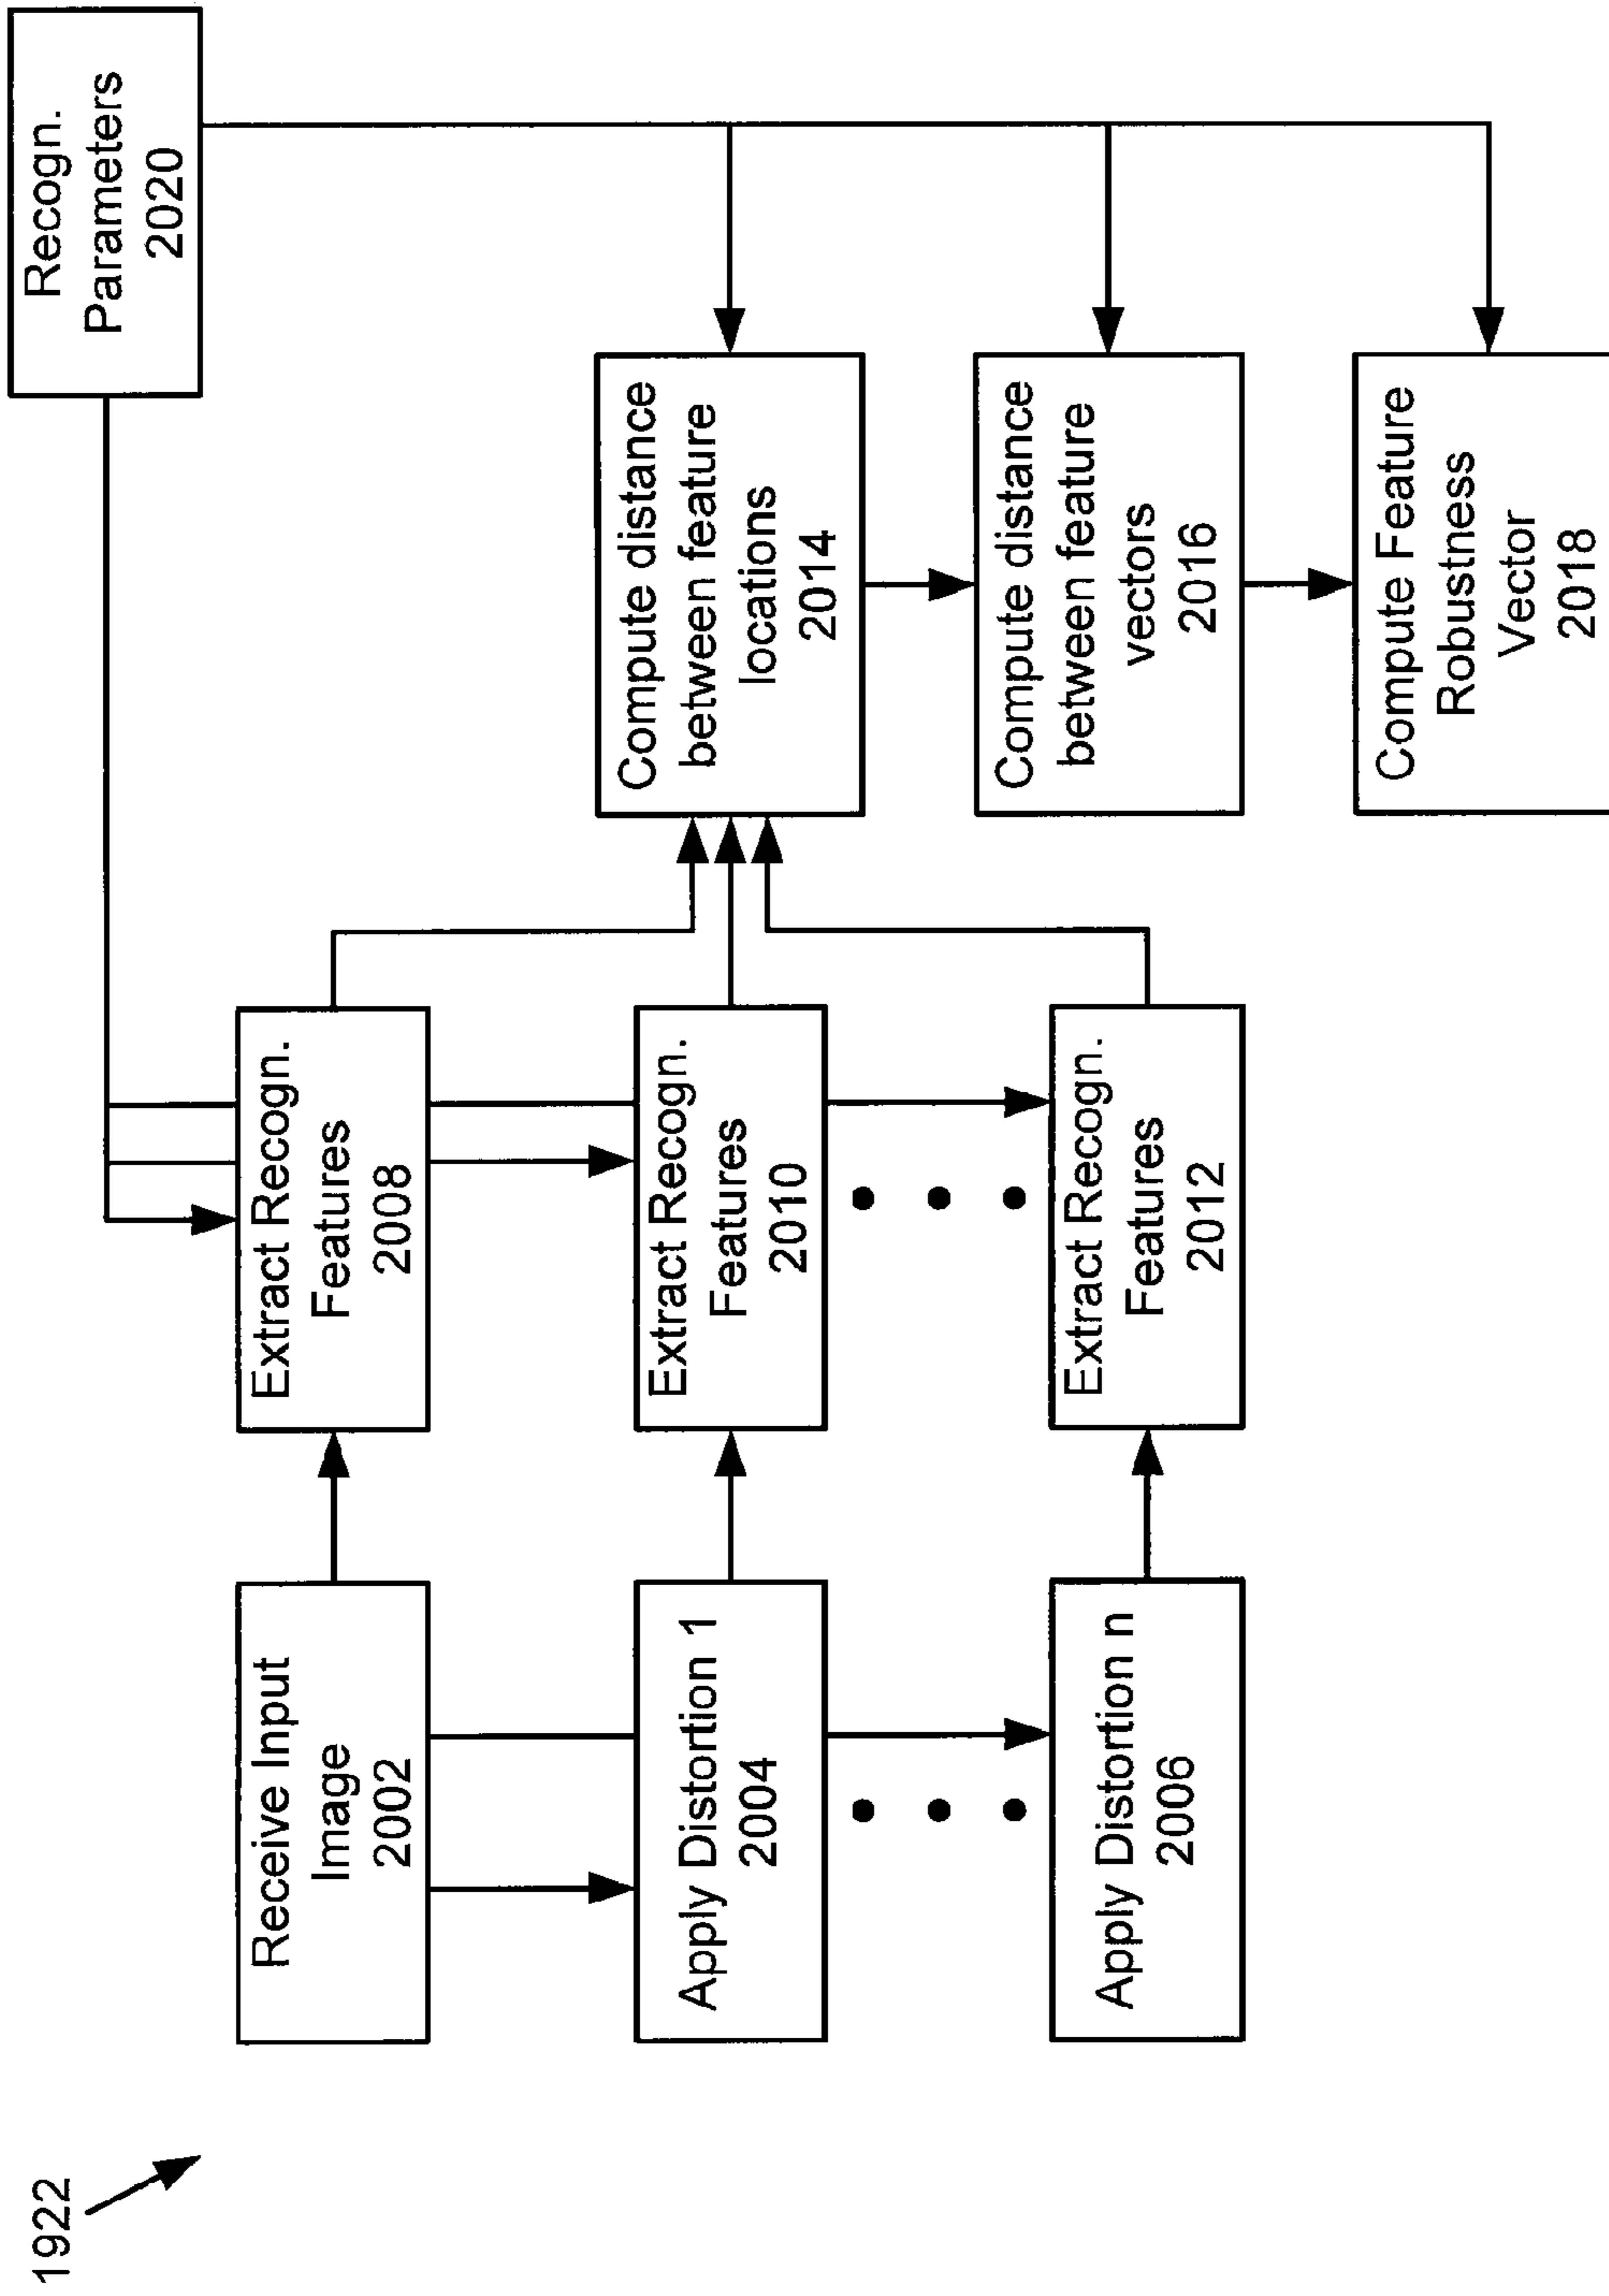 1922
Receive Input
Image
2002
Apply Distortion 1
2004
Apply Distortion n
2006
Extract Recogn.
Features
2008
Extract Recogn.
Features
2010
Extract Recogn.
Features
2012
Compute distance
between feature
locations
2014
Compute distance
between feature
vectors
2016
Compute Feature
Robustness
Vector
2018
Recogn.
Parameters
2020